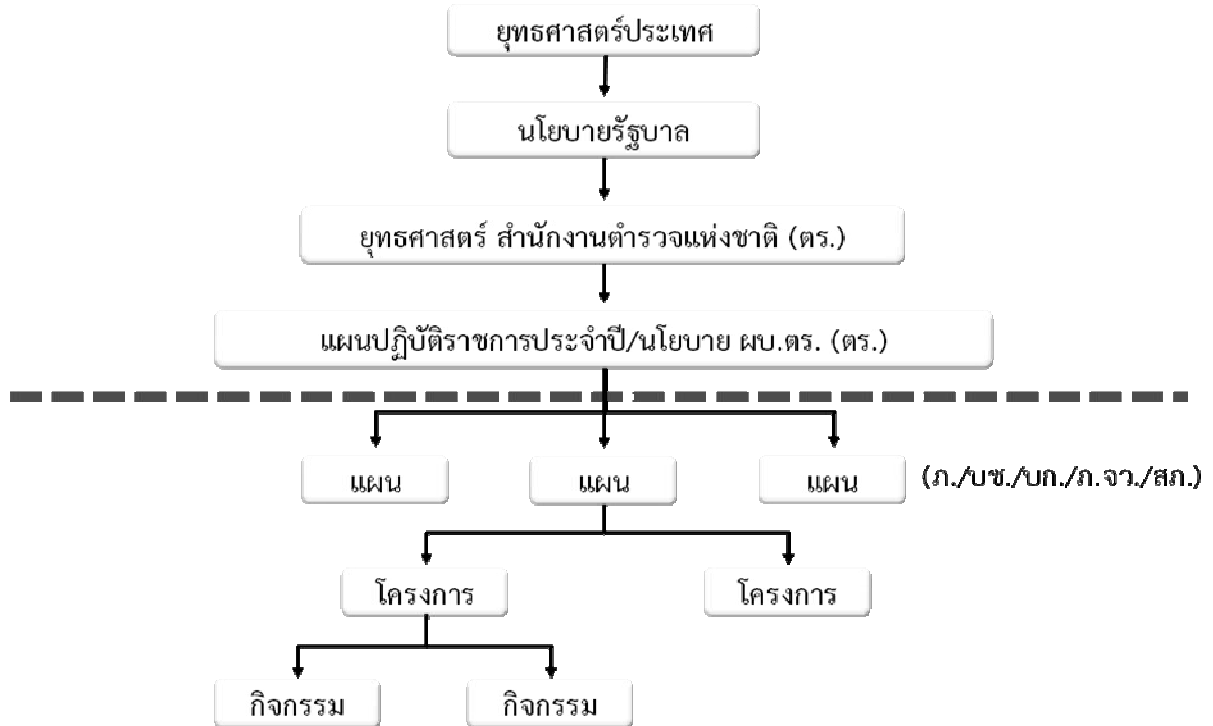 ยุทธศาสตร์ประเทศ
นโยบายรัฐบาล
ยุทธศาสตร์ สำนักงานตำรวจแห่งชาติ (ตร.)
แผนปฏิบัติราชการประจำปี/นโยบาย ผบ.ตร. (ตร.)
แผน แผน แผน (ภ./บช./บก./ภ.จว./สภ.)
โครงการ โครงการ
กิจกรรม กิจกรรม